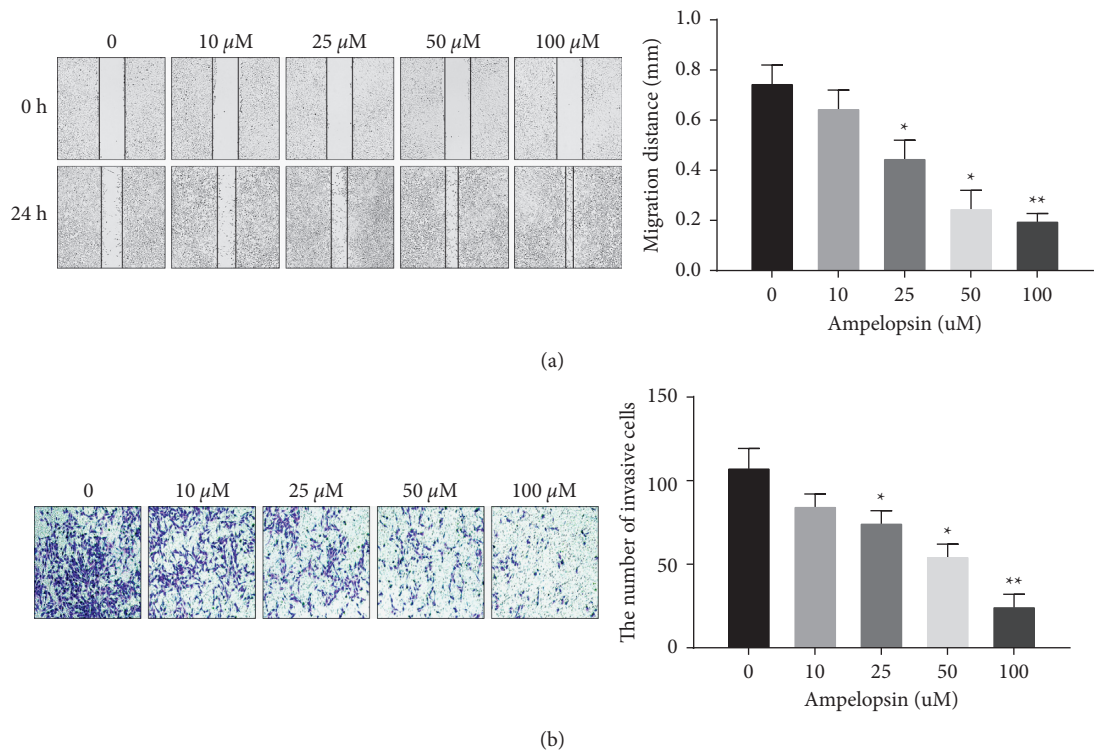 0 10 μM 25 μM 50 μM 100 μM
0 h
24 h
Migration distance (mm)
1.0
0.8
0.6
0.4
0.2
0.0
* * **
0 10 25 50 100
Ampelopsin (uM)
(a)
0 10 μM 25 μM 50 μM 100 μM
The number of invasive cells
150
100
50
0
* * **
0 10 25 50 100
Ampelopsin (uM)
(b)